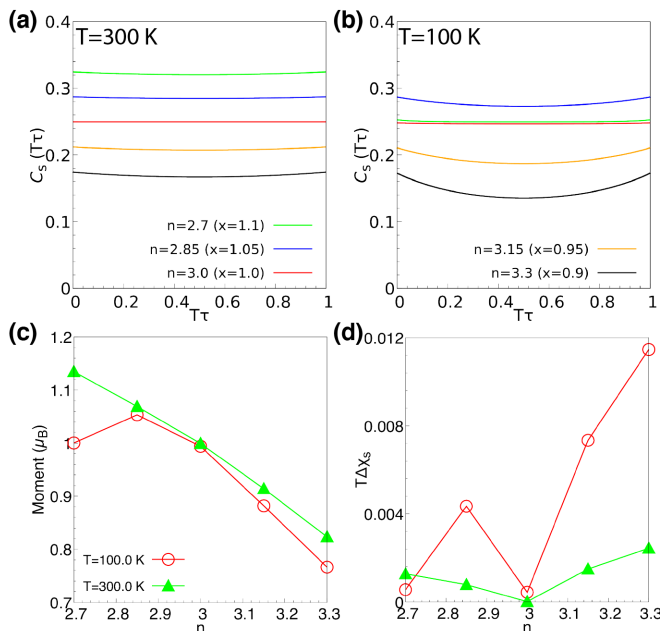 (a) T=300 K
(b) T=100 K
0.4
0.3
0.2
0.1
0
C_s (Tτ)
n=2.7 (x=1.1)
n=2.85 (x=1.05)
n=3.0 (x=1.0)
0 0.2 0.4 0.6 0.8 1
Tτ
0.4
0.3
0.2
0.1
0
C_s (Tτ)
n=3.15 (x=0.95)
n=3.3 (x=0.9)
0 0.2 0.4 0.6 0.8 1
Tτ
(c)
1.2
1.1
1
0.9
0.8
0.7
Moment (μ_B)
T=100.0 K
T=300.0 K
2.7 2.8 2.9 3 3.1 3.2 3.3
n
(d)
0.012
0.008
0.004
0
TΔχ_s
2.7 2.8 2.9 3 3.1 3.2 3.3
n